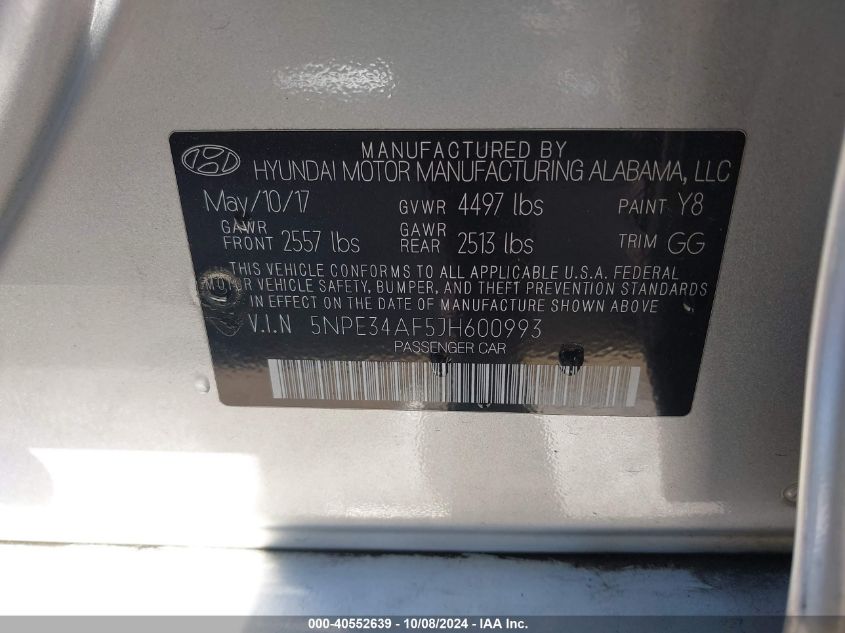 MANUFACTURED BY
HYUNDAI MOTOR MANUFACTURING ALABAMA, LLC
May/10/17 GVWR 4497 lbs PAINT Y8
GAWR FRONT 2557 lbs GAWR REAR 2513 lbs TRIM GG
THIS VEHICLE CONFORMS TO ALL APPLICABLE U.S.A. FEDERAL
MOTOR VEHICLE SAFETY, BUMPER, AND THEFT PREVENTION STANDARDS
IN EFFECT ON THE DATE OF MANUFACTURE SHOWN ABOVE
V.I.N 5NPE34AF5JH600993
PASSENGER CAR
000-40552639 - 10/08/2024 - IAAI Inc.